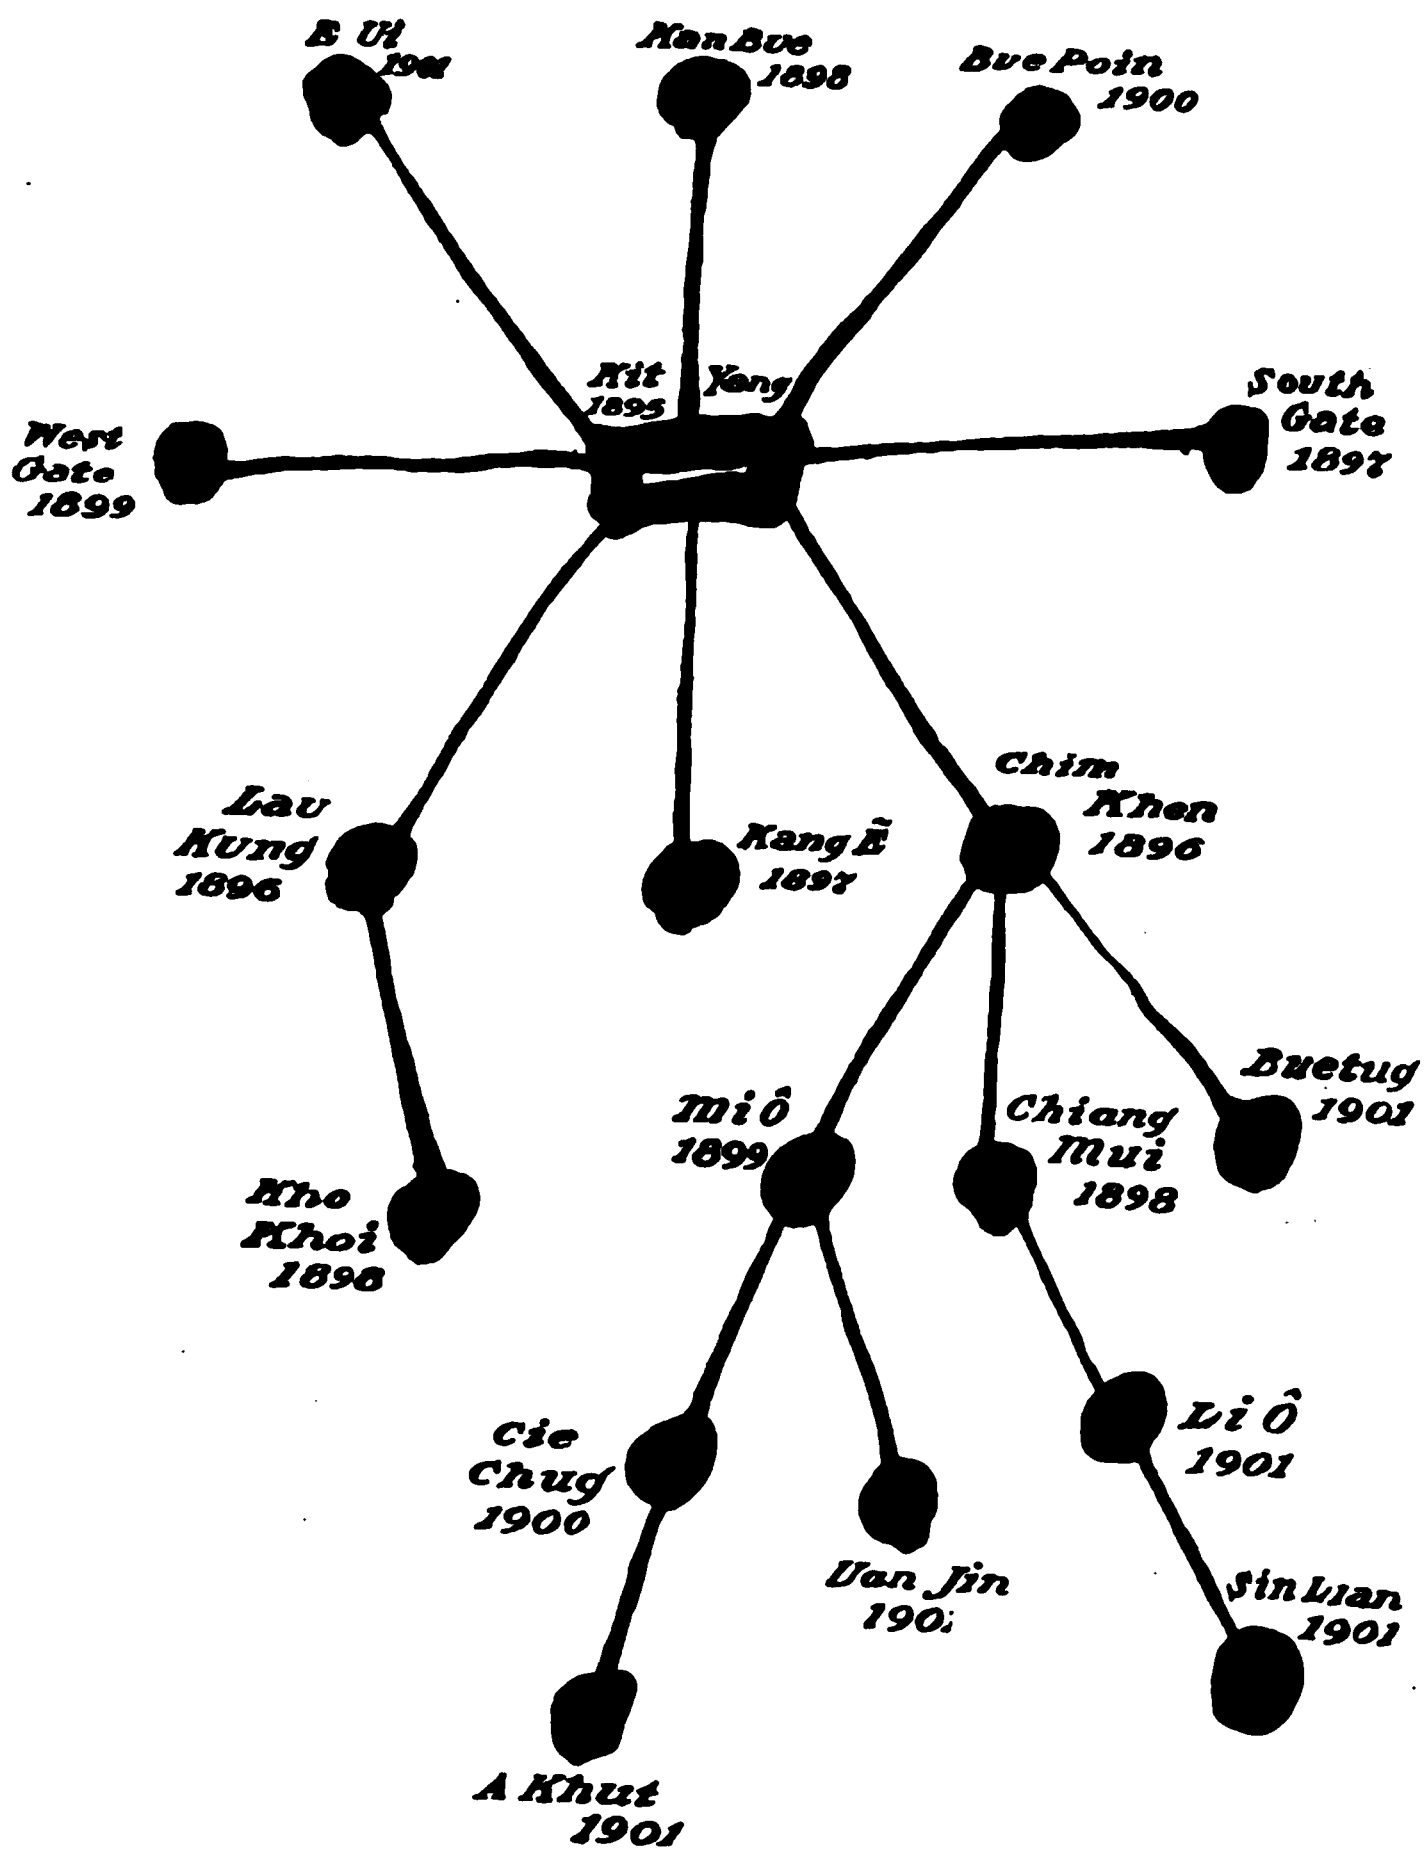 E Ui
1901
Kan Bue
1898
Bue Poin
1900
Kit Yang
1895
South
Gate
1897
West
Gate
1899
Chim
Khen
1896
Lau
Kung
1896
Kang Ẽ
1897
Buetug
1901
Mi Ô
1899
Chiang
Mui
1898
Kho
Khoi
1898
Li Ô
1901
Cie
Chug
1900
Uan Jin
1901
Sin Lian
1901
A Khut
1901